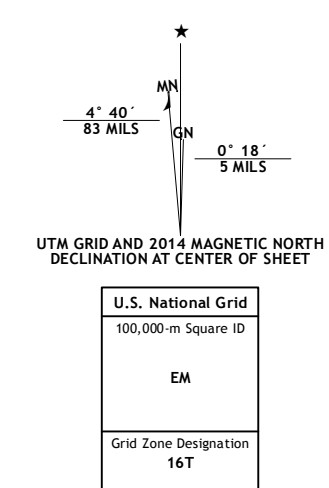 ★
MN
4° 40´
83 MILS
GN
0° 18´
5 MILS
UTM GRID AND 2014 MAGNETIC NORTH
DECLINATION AT CENTER OF SHEET
U.S. National Grid
100,000-m Square ID
EM
Grid Zone Designation
16T